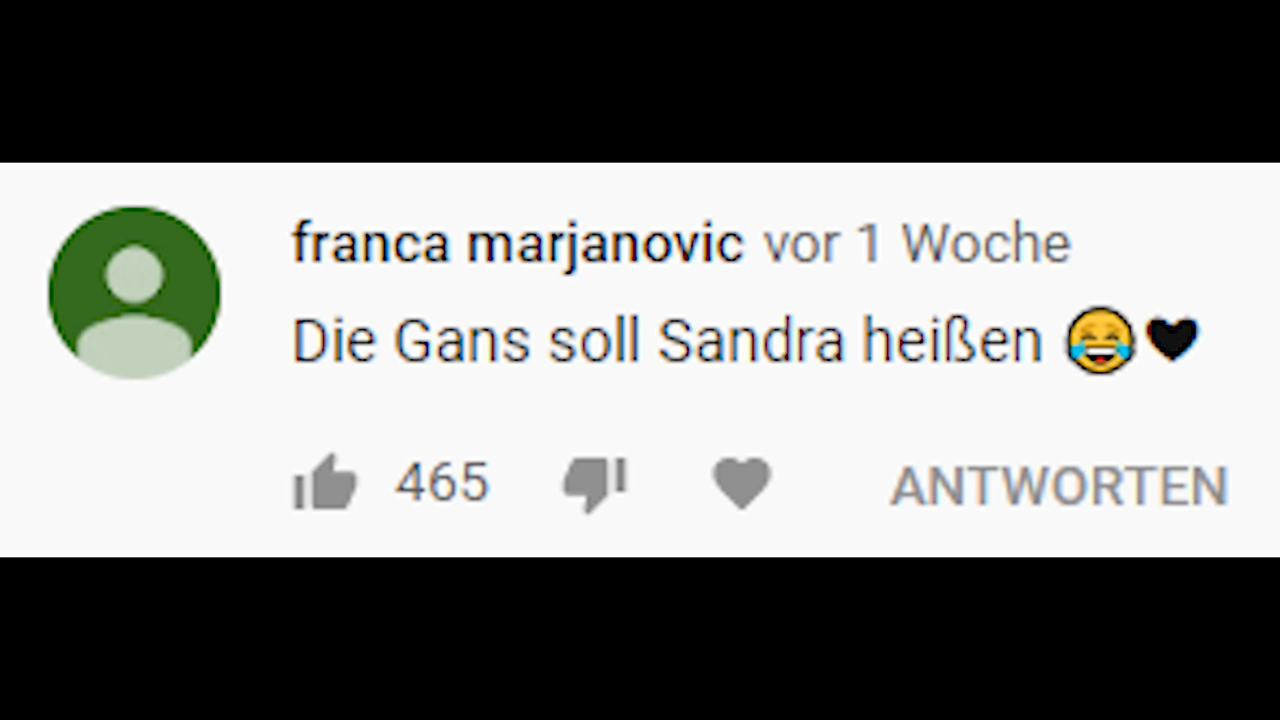 franca marjanovic vor 1 Woche
Die Gans soll Sandra heißen 😂🖤
465 ANTWORTEN